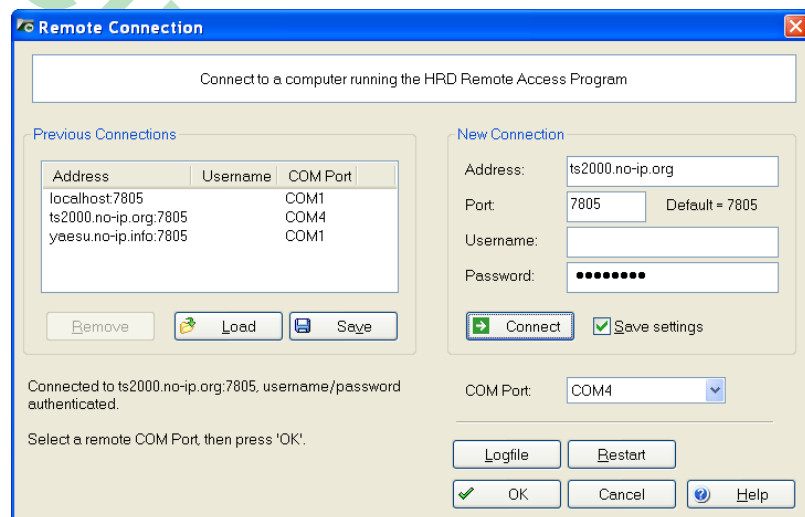 Remote Connection
Connect to a computer running the HRD Remote Access Program
Previous Connections
Address Username COM Port
localhost:7805 COM1
ts2000.no-ip.org:7805 COM4
yaesu.no-ip.info:7805 COM1
Remove Load Save
Connected to ts2000.no-ip.org:7805, username/password
authenticated.
Select a remote COM Port, then press 'OK'.
New Connection
Address: ts2000.no-ip.org
Port: 7805 Default = 7805
Username:
Password: ●●●●●●●●
Connect Save settings
COM Port: COM4
Logfile Restart
OK Cancel Help